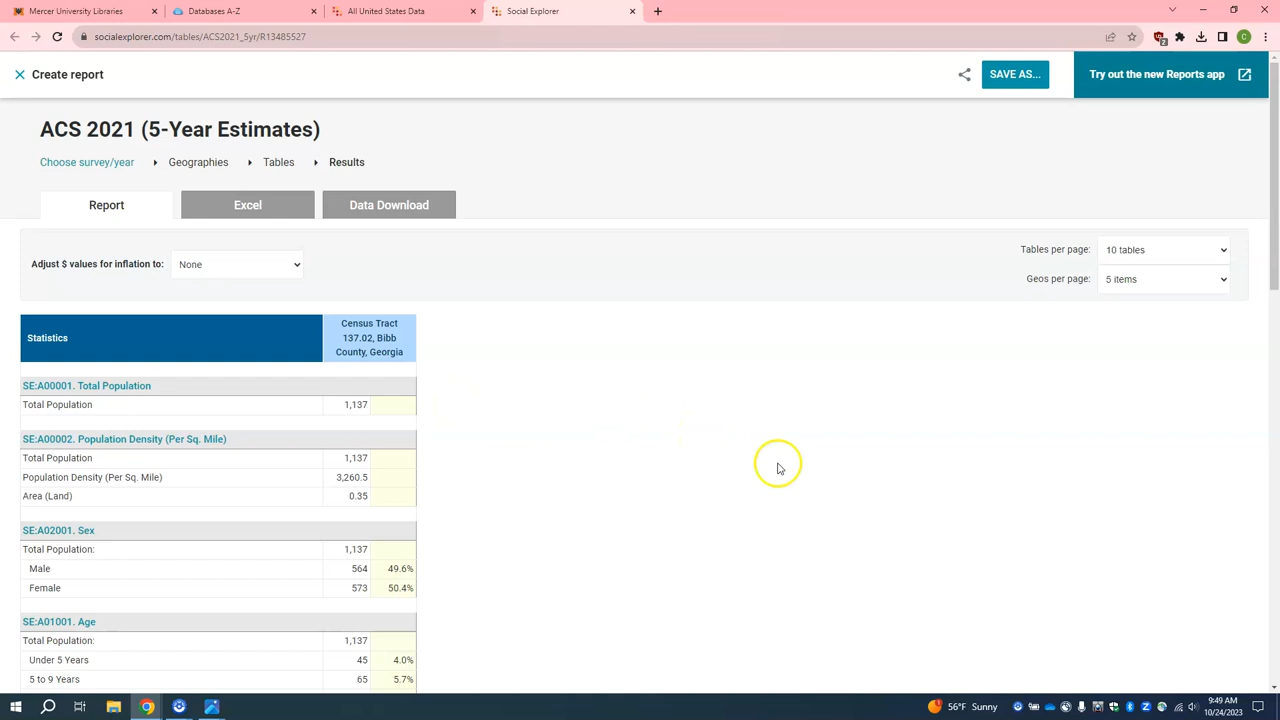 Mercer University Libraries
Databases A-Z
All United States Data
Social Explorer
socialexplorer.com/tables/ACS2021_5yr/R13485527
2
C
Create report
SAVE AS...
Try out the new Reports app
ACS 2021 (5-Year Estimates)
Choose survey/year
Geographies
Tables
Results
Report
Excel
Data Download
Adjust $ values for inflation to:
None
Tables per page:
10 tables
Geos per page:
5 items
Statistics
Census Tract
137.02, Bibb
County, Georgia
SE:A00001. Total Population
Total Population 1,137
SE:A00002. Population Density (Per Sq. Mile)
Total Population 1,137
Population Density (Per Sq. Mile) 3,260.5
Area (Land) 0.35
SE:A02001. Sex
Total Population: 1,137
Male 564 49.6%
Female 573 50.4%
SE:A01001. Age
Total Population: 1,137
Under 5 Years 45 4.0%
5 to 9 Years 65 5.7%
56°F Sunny
9:49 AM
10/24/2023